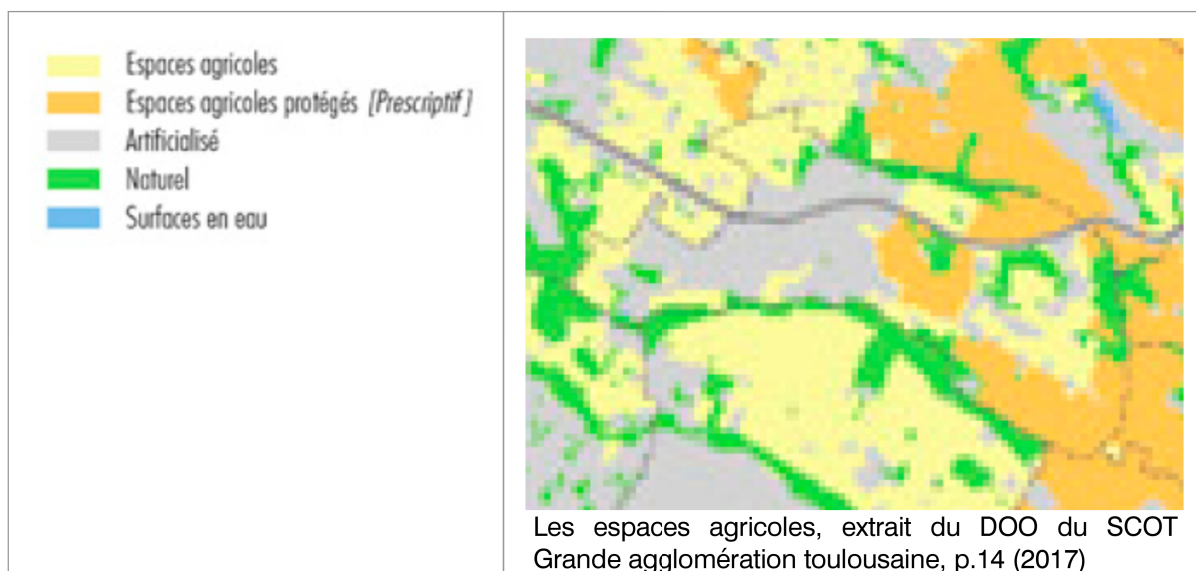 Espaces agricoles
Espaces agricoles protégés [Prescriptif]
Artificialisé
Naturel
Surfaces en eau
Les espaces agricoles, extrait du DOO du SCOT
Grande agglomération toulousaine, p.14 (2017)